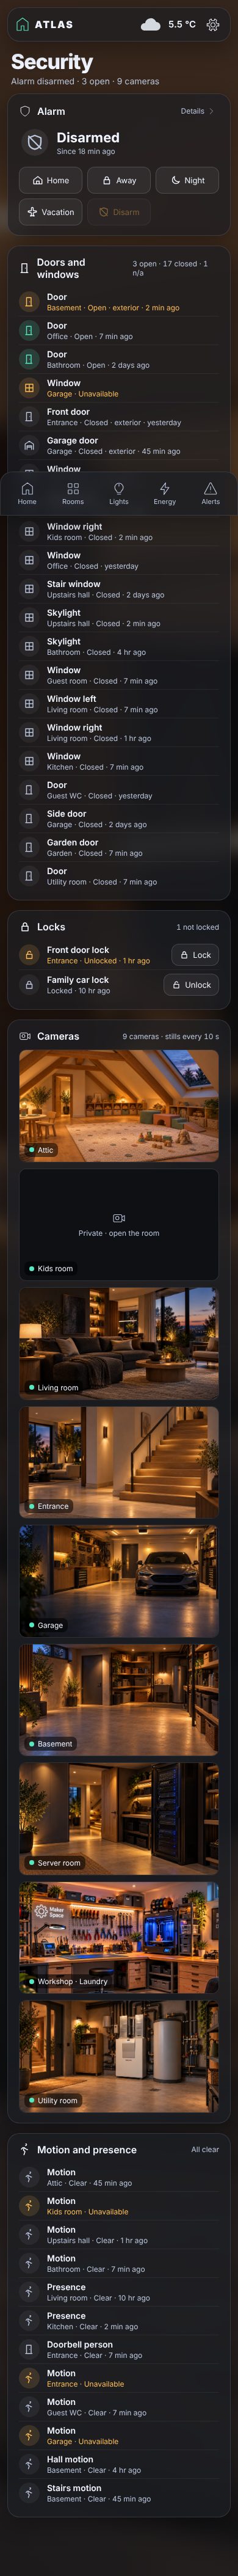 ATLAS
5.5 °C
Security
Alarm disarmed · 3 open · 9 cameras
Alarm
Details
Disarmed
Since 18 min ago
Home
Away
Night
Vacation
Disarm
Doors and windows
3 open · 17 closed · 1 n/a
Door
Basement · Open · exterior · 2 min ago
Door
Office · Open · 7 min ago
Door
Bathroom · Open · 2 days ago
Window
Garage · Unavailable
Front door
Entrance · Closed · exterior · yesterday
Garage door
Garage · Closed · exterior · 45 min ago
Window
Home
Rooms
Lights
Energy
Alerts
Window right
Kids room · Closed · 2 min ago
Window
Office · Closed · yesterday
Stair window
Upstairs hall · Closed · 2 days ago
Skylight
Upstairs hall · Closed · 2 min ago
Skylight
Bathroom · Closed · 4 hr ago
Window
Guest room · Closed · 7 min ago
Window left
Living room · Closed · 7 min ago
Window right
Living room · Closed · 1 hr ago
Window
Kitchen · Closed · 7 min ago
Door
Guest WC · Closed · yesterday
Side door
Garage · Closed · 2 days ago
Garden door
Garden · Closed · 7 min ago
Door
Utility room · Closed · 7 min ago
Locks
1 not locked
Front door lock
Entrance · Unlocked · 1 hr ago
Lock
Family car lock
Locked · 10 hr ago
Unlock
Cameras
9 cameras · stills every 10 s
Attic
Private · open the room
Kids room
Living room
Entrance
Garage
Basement
Server room
Maker
Space
Workshop · Laundry
Utility room
Motion and presence
All clear
Motion
Attic · Clear · 45 min ago
Motion
Kids room · Unavailable
Motion
Upstairs hall · Clear · 1 hr ago
Motion
Bathroom · Clear · 7 min ago
Presence
Living room · Clear · 10 hr ago
Presence
Kitchen · Clear · 2 min ago
Doorbell person
Entrance · Clear · 7 min ago
Motion
Entrance · Unavailable
Motion
Guest WC · Clear · 7 min ago
Motion
Garage · Unavailable
Hall motion
Basement · Clear · 4 hr ago
Stairs motion
Basement · Clear · 45 min ago